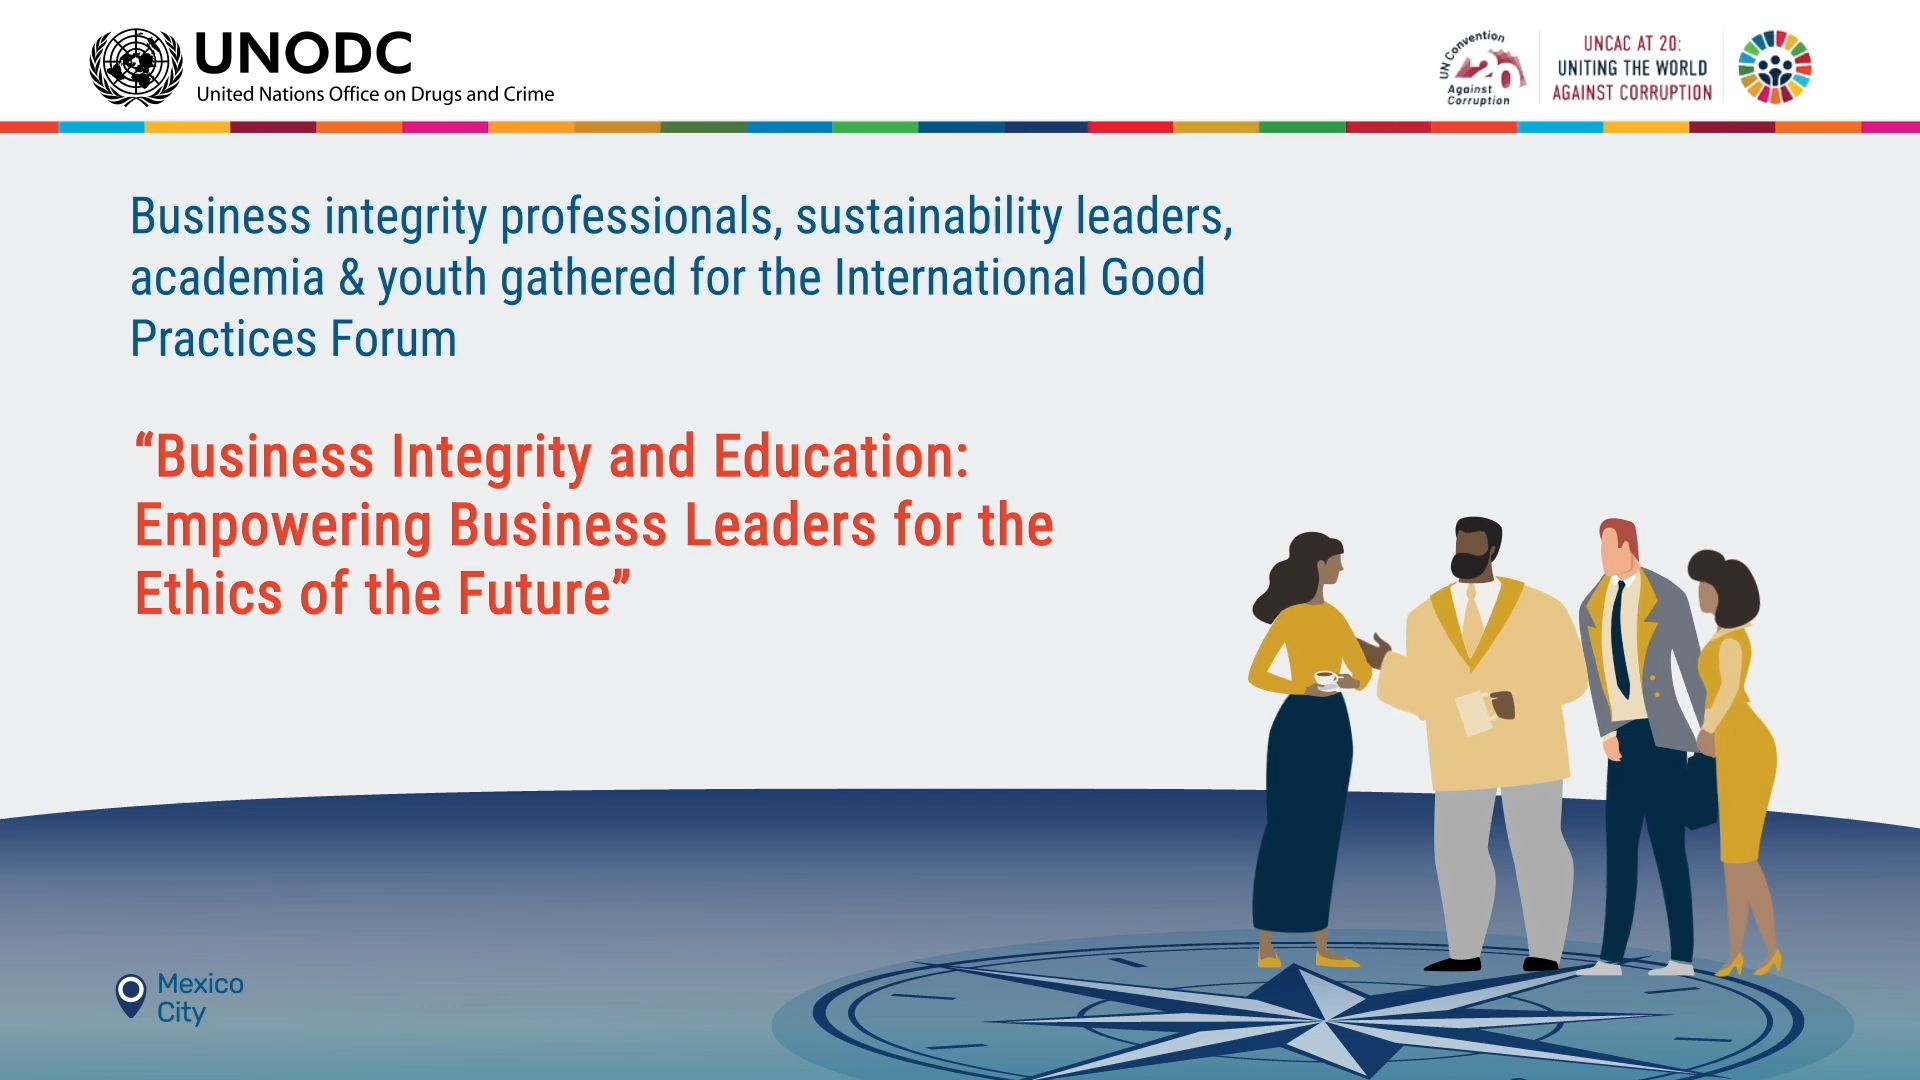 UNODC
United Nations Office on Drugs and Crime
UN Convention
20
Against
Corruption
UNCAC AT 20:
UNITING THE WORLD
AGAINST CORRUPTION
Business integrity professionals, sustainability leaders,
academia & youth gathered for the International Good
Practices Forum
“Business Integrity and Education:
Empowering Business Leaders for the
Ethics of the Future”
Mexico
City